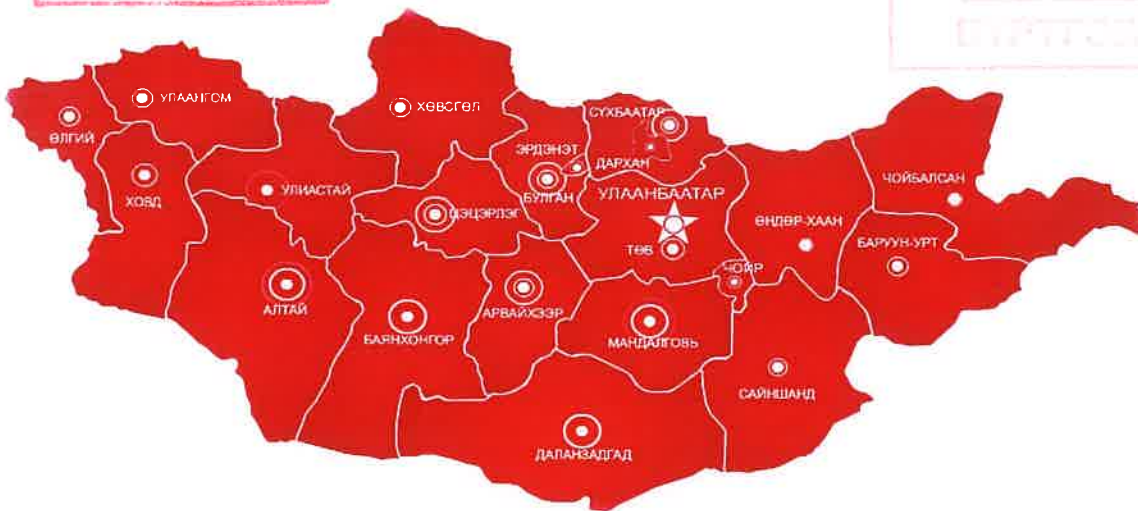 УЛААНГОМ
ХӨВСГӨЛ
ӨЛГИЙ
СҮХБААТАР
ЭРДЭНЭТ
ДАРХАН
ХОВД
УЛИАСТАЙ
БУЛГАН
УЛААНБААТАР
ЧОЙБАЛСАН
ЦЭЦЭРЛЭГ
ӨНДӨР-ХААН
ТӨВ
БАРУУН-УРТ
ЧОЙР
АЛТАЙ
АРВАЙХЭЭР
БАЯНХОНГОР
МАНДАЛГОВЬ
САЙНШАНД
ДАЛАНЗАДГАД